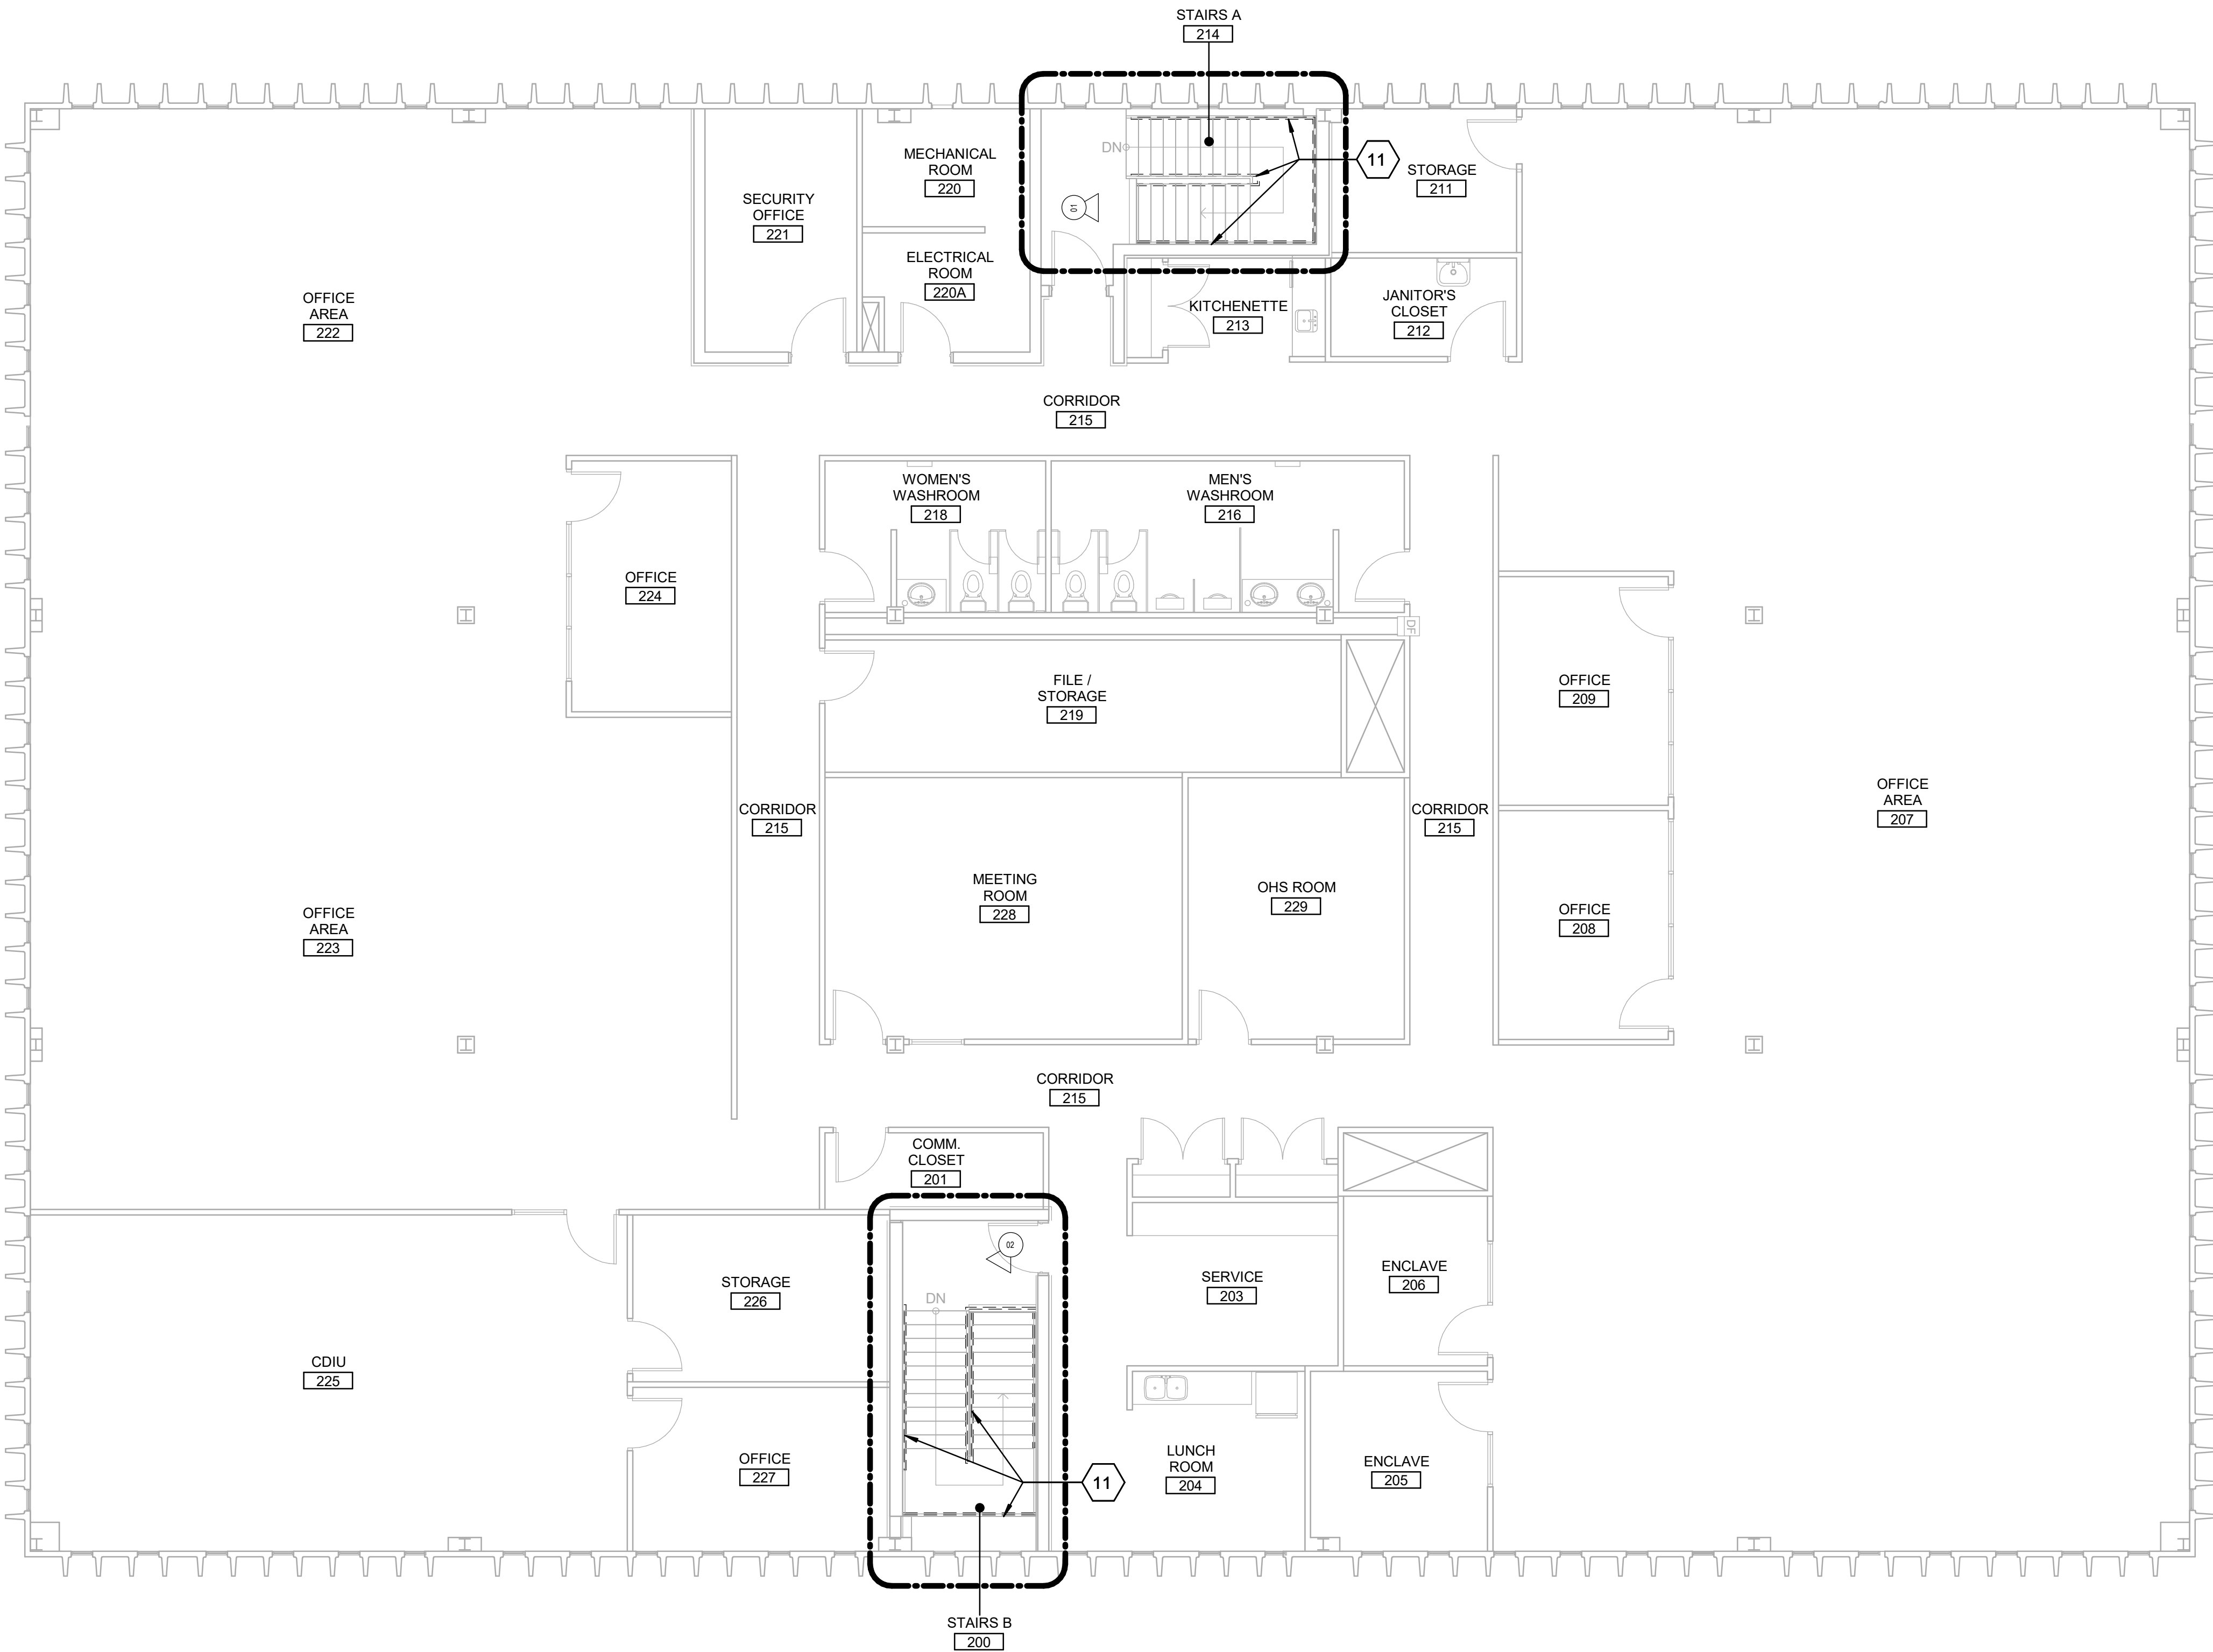 STAIRS A
214
DN
11
MECHANICAL
ROOM
220
STORAGE
211
SECURITY
OFFICE
221
01
ELECTRICAL
ROOM
220A
OFFICE
AREA
222
KITCHENETTE
213
JANITOR'S
CLOSET
212
CORRIDOR
215
WOMEN'S
WASHROOM
218
MEN'S
WASHROOM
216
OFFICE
224
DF
FILE /
STORAGE
219
OFFICE
209
CORRIDOR
215
CORRIDOR
215
OFFICE
AREA
207
MEETING
ROOM
228
OHS ROOM
229
OFFICE
AREA
223
OFFICE
208
CORRIDOR
215
COMM.
CLOSET
201
02
STORAGE
226
DN
SERVICE
203
ENCLAVE
206
CDIU
225
OFFICE
227
11
LUNCH
ROOM
204
ENCLAVE
205
STAIRS B
200